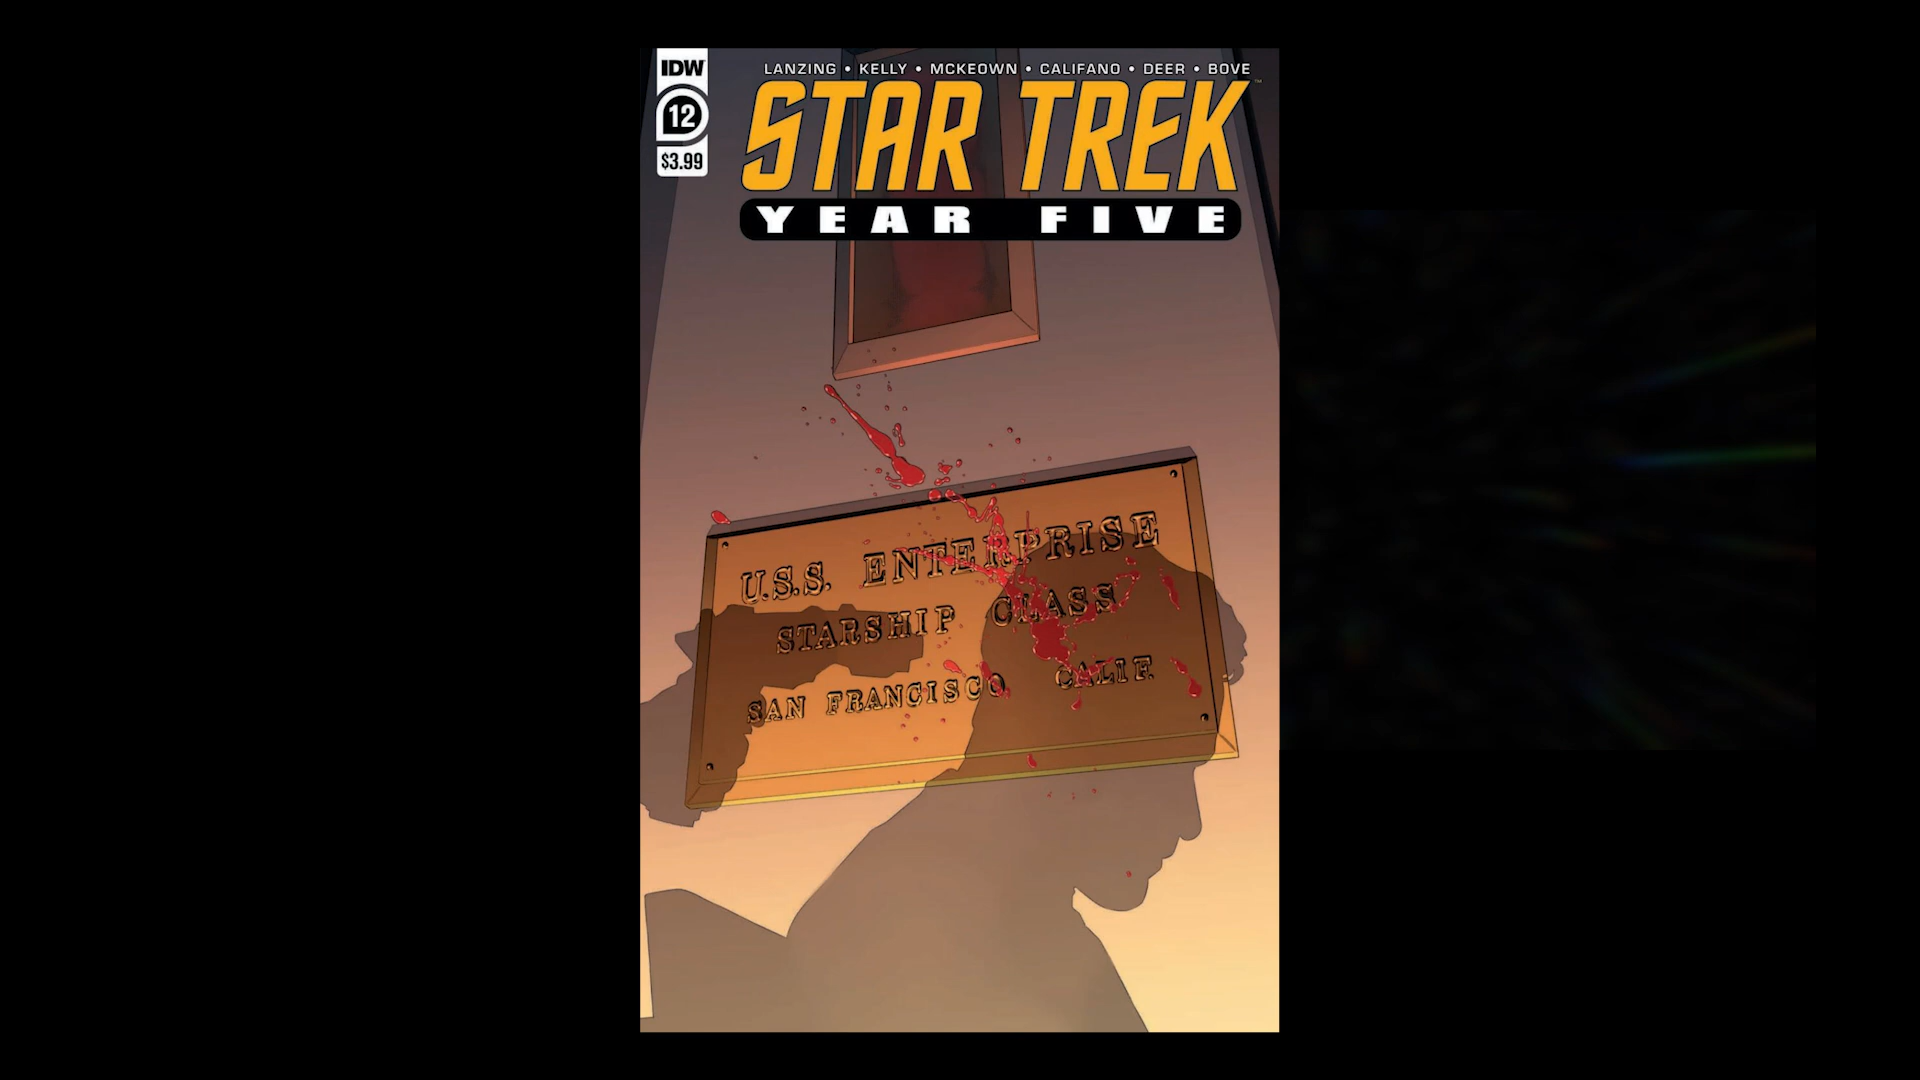 IDW
12
$3.99
LANZING • KELLY • MCKEOWN • CALIFANO • DEER • BOVE
STAR TREK™
YEAR FIVE
U.S.S. ENTERPRISE
STARSHIP CLASS
SAN FRANCISCO CALIF.